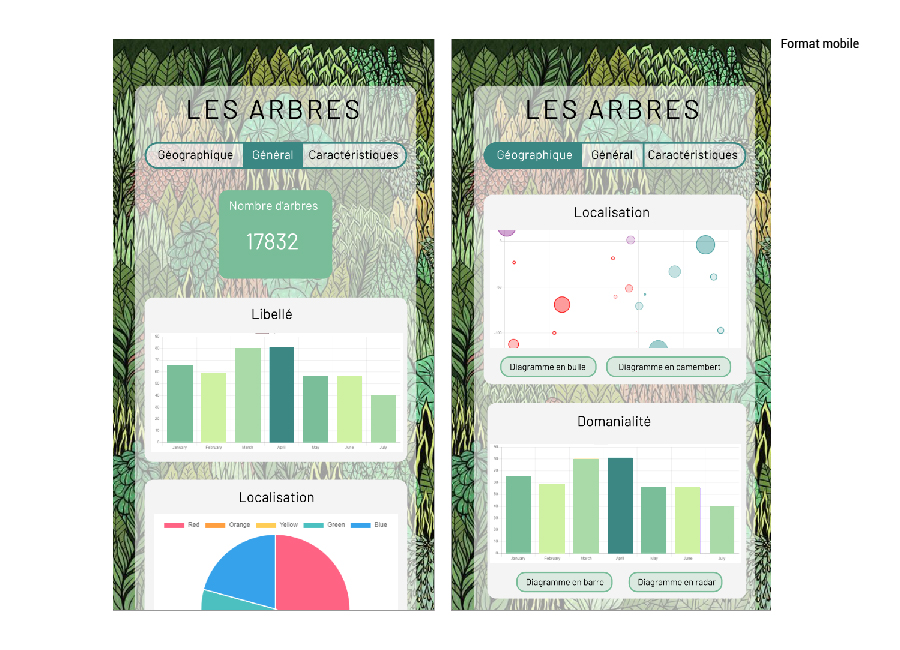 Format mobile
LES ARBRES
Géographique Général Caractéristiques
Nombre d'arbres
17832
Libellé
January February March April May June July
Localisation
Red Orange Yellow Green Blue
LES ARBRES
Géographique Général Caractéristiques
Localisation
Diagramme en bulle Diagramme en camembert
Domanialité
January February March April May June July
Diagramme en barre Diagramme en radar